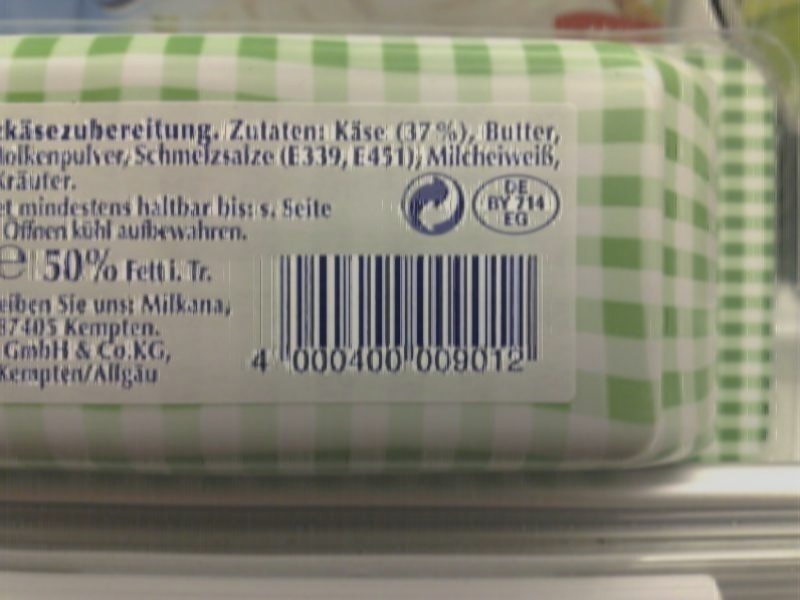 käsezubereitung. Zutaten: Käse (37%), Butter,
olkenpulver, Schmelzsalze (E339, E451), Milcheiweiß,
Kräuter.
et mindestens haltbar bis: s. Seite
Öffnen kühl aufbewahren.
DE
BY 714
EG
e 50% Fett i. Tr.
eiben Sie uns: Milkana,
87405 Kempten.
GmbH & Co.KG,
Kempten/Allgäu
4 000400 009012